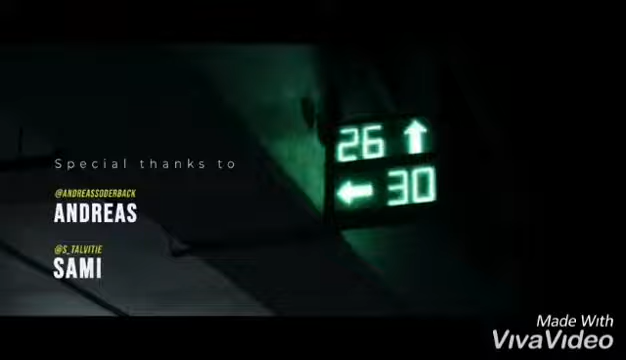 Special thanks to
@ANDREASSODERBACK
ANDREAS
@S_TALVITIE
SAMI
26 ↑
← 30
Made With
VivaVideo